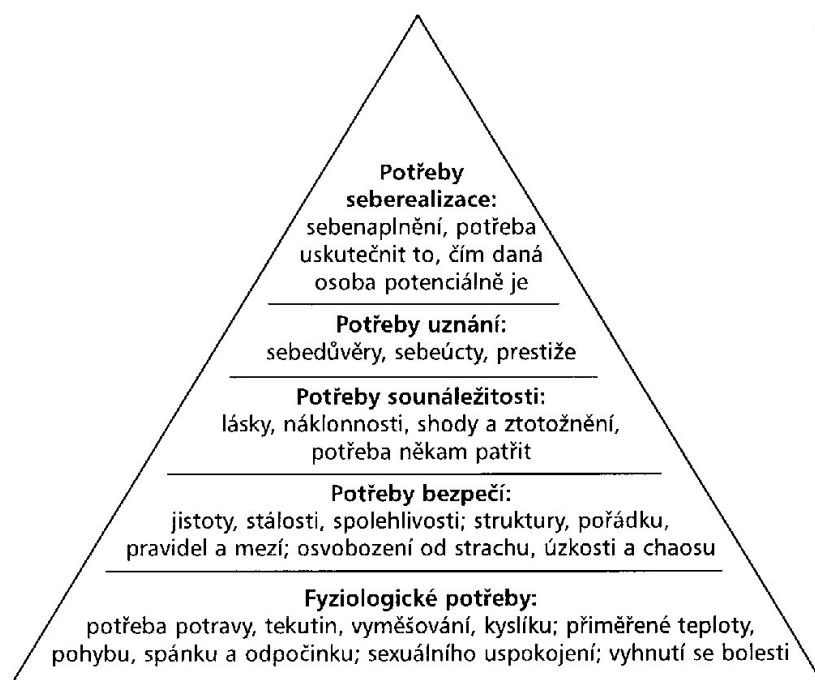 Potřeby
seberealizace:
sebenaplnění, potřeba
uskutečnit to, čím daná
osoba potenciálně je
Potřeby uznání:
sebedůvěry, sebeúcty, prestiže
Potřeby sounáležitosti:
lásky, náklonnosti, shody a ztotožnění,
potřeba někam patřit
Potřeby bezpečí:
jistoty, stálosti, spolehlivosti; struktury, pořádku,
pravidel a mezí; osvobození od strachu, úzkosti a chaosu
Fyziologické potřeby:
potřeba potravy, tekutin, vyměšování, kyslíku; přiměřené teploty,
pohybu, spánku a odpočinku; sexuálního uspokojení; vyhnutí se bolesti